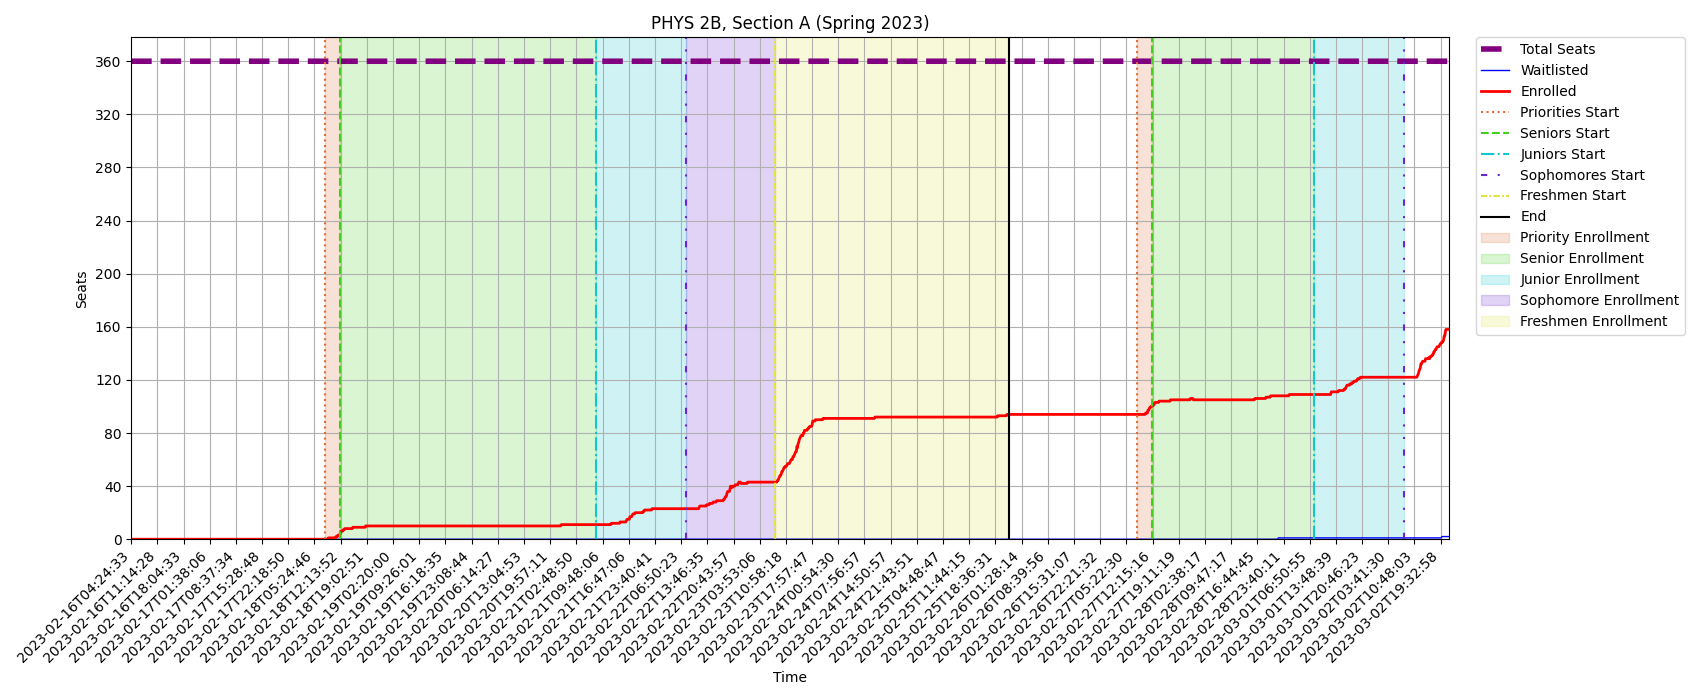 PHYS 2B, Section A (Spring 2023)
Seats
360
320
280
240
200
160
120
80
40
0
2023-02-16T04:24:33
2023-02-16T11:14:28
2023-02-16T18:04:33
2023-02-17T01:38:06
2023-02-17T08:37:34
2023-02-17T15:28:48
2023-02-17T22:18:50
2023-02-18T05:24:46
2023-02-18T12:13:52
2023-02-18T19:02:51
2023-02-19T02:20:00
2023-02-19T09:26:01
2023-02-19T16:18:35
2023-02-19T23:08:44
2023-02-20T06:14:27
2023-02-20T13:04:53
2023-02-20T19:57:11
2023-02-21T02:48:50
2023-02-21T09:48:06
2023-02-21T16:47:06
2023-02-21T23:40:41
2023-02-22T06:50:23
2023-02-22T13:46:35
2023-02-22T20:43:57
2023-02-23T03:53:06
2023-02-23T10:58:18
2023-02-23T17:57:47
2023-02-24T00:54:30
2023-02-24T07:56:57
2023-02-24T14:50:57
2023-02-24T21:43:51
2023-02-25T04:48:47
2023-02-25T11:44:15
2023-02-25T18:36:31
2023-02-26T01:28:14
2023-02-26T08:39:56
2023-02-26T15:31:07
2023-02-26T22:21:32
2023-02-27T05:22:30
2023-02-27T12:15:16
2023-02-27T19:11:19
2023-02-28T02:38:17
2023-02-28T09:47:17
2023-02-28T16:44:45
2023-02-28T23:40:11
2023-03-01T06:50:55
2023-03-01T13:48:39
2023-03-01T20:46:23
2023-03-02T03:41:30
2023-03-02T10:48:03
2023-03-02T19:32:58
Time
Total Seats
Waitlisted
Enrolled
Priorities Start
Seniors Start
Juniors Start
Sophomores Start
Freshmen Start
End
Priority Enrollment
Senior Enrollment
Junior Enrollment
Sophomore Enrollment
Freshmen Enrollment